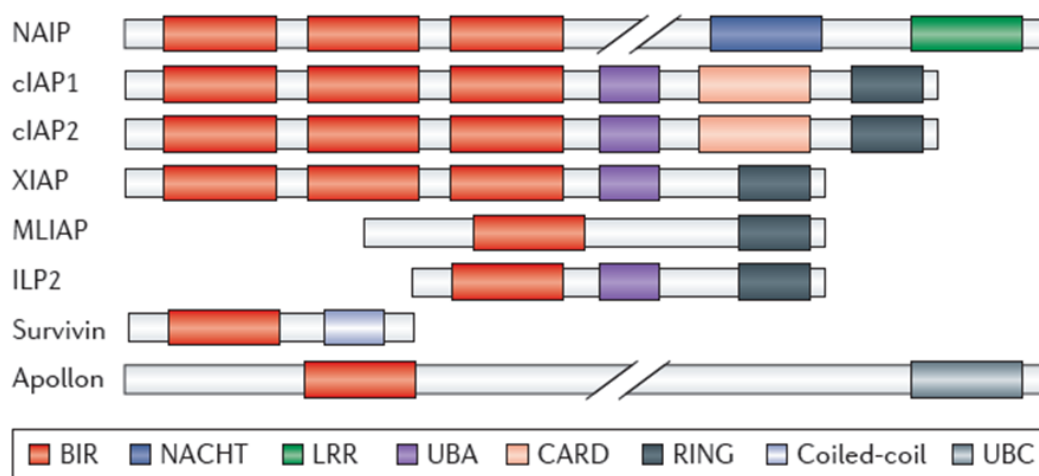 NAIP
cIAP1
cIAP2
XIAP
MLIAP
ILP2
Survivin
Apollon
BIR NACHT LRR UBA CARD RING Coiled-coil UBC